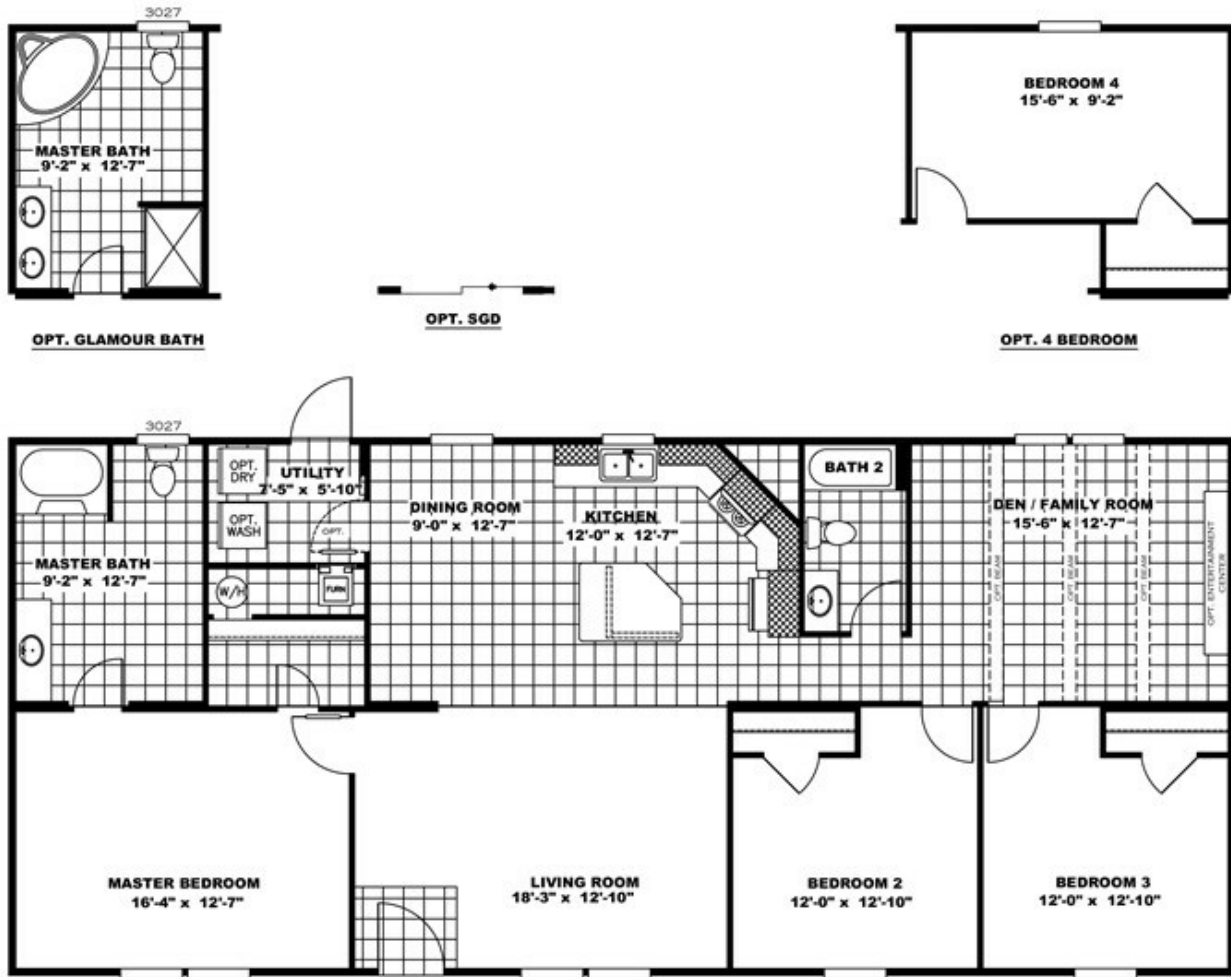 3027
MASTER BATH
9'-2" x 12'-7"
OPT. GLAMOUR BATH
OPT. SGD
BEDROOM 4
15'-6" x 9'-2"
OPT. 4 BEDROOM
3027
OPT.
DRY
UTILITY
7'-5" x 5'-10"
OPT.
WASH
OPT.
MASTER BATH
9'-2" x 12'-7"
W/H
FURN
DINING ROOM
9'-0" x 12'-7"
KITCHEN
12'-0" x 12'-7"
BATH 2
DEN / FAMILY ROOM
15'-6" x 12'-7"
OPT BEAM
OPT BEAM
OPT BEAM
OPT. ENTERTAINMENT
CENTER
MASTER BEDROOM
16'-4" x 12'-7"
LIVING ROOM
18'-3" x 12'-10"
BEDROOM 2
12'-0" x 12'-10"
BEDROOM 3
12'-0" x 12'-10"